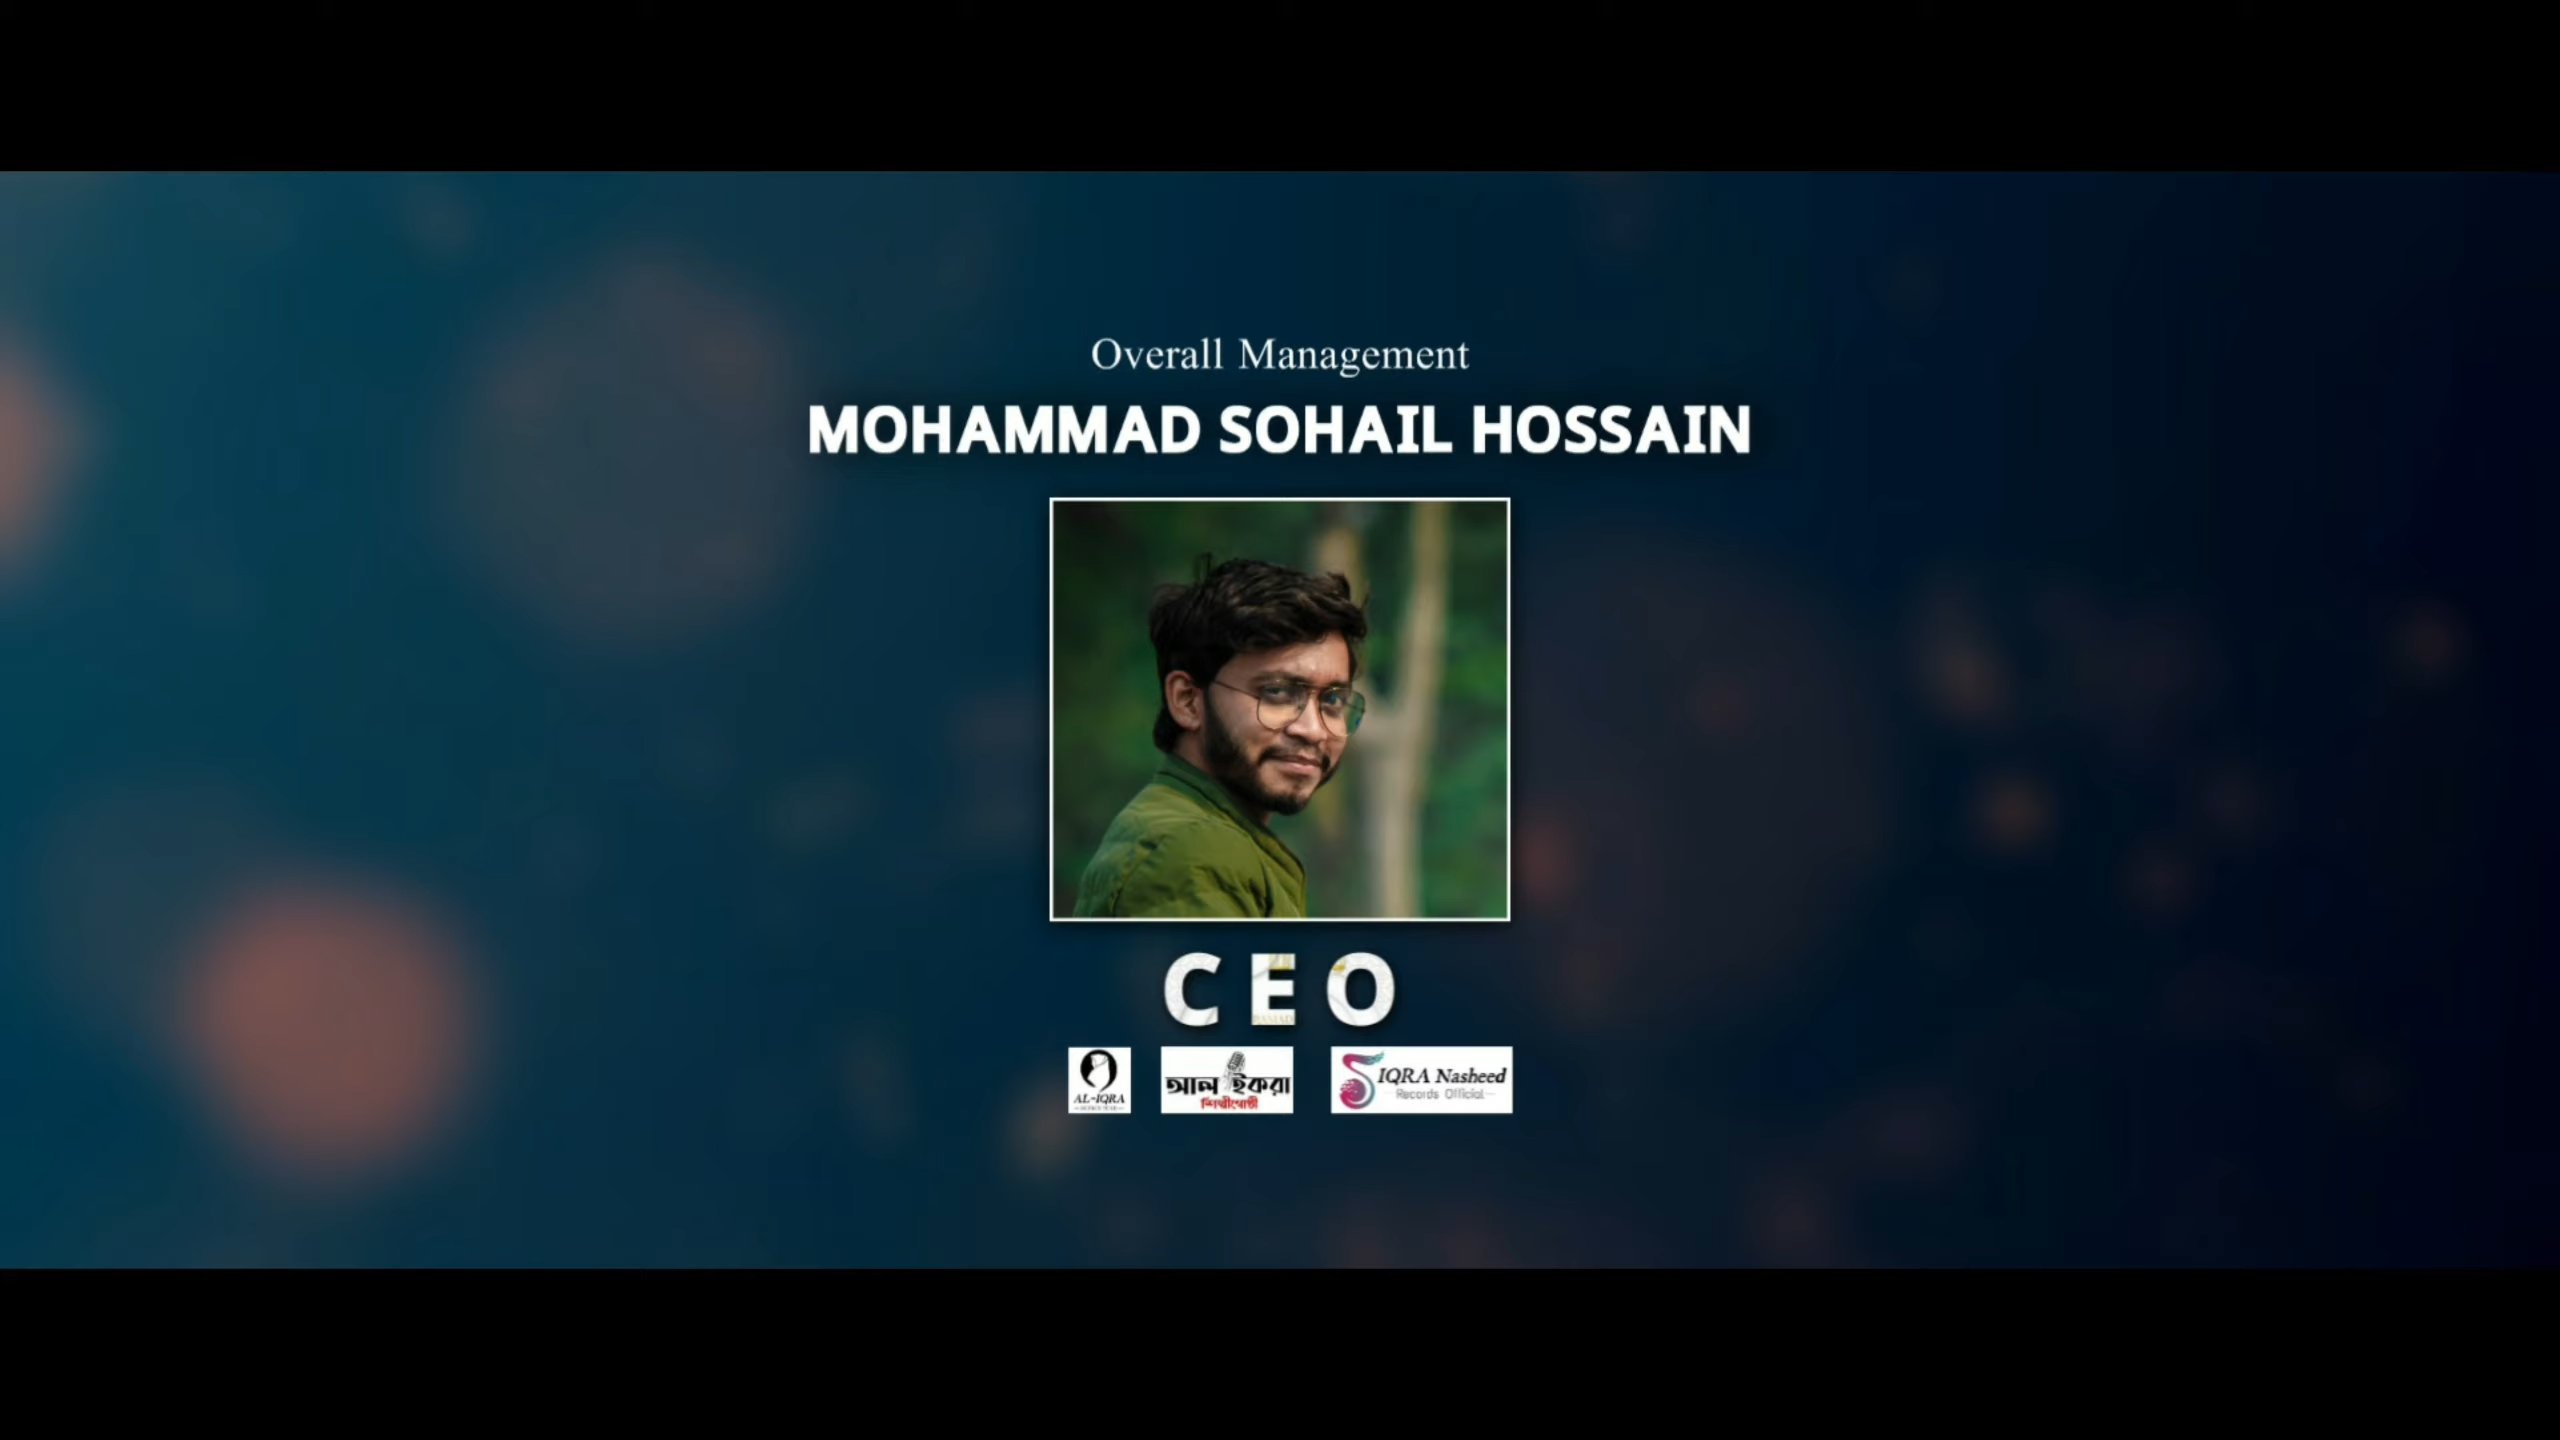 Overall Management
MOHAMMAD SOHAIL HOSSAIN
CEO
AL-IQRA
আল ইকরা
শিল্পীগোষ্ঠী
IQRA Nasheed
Records Official